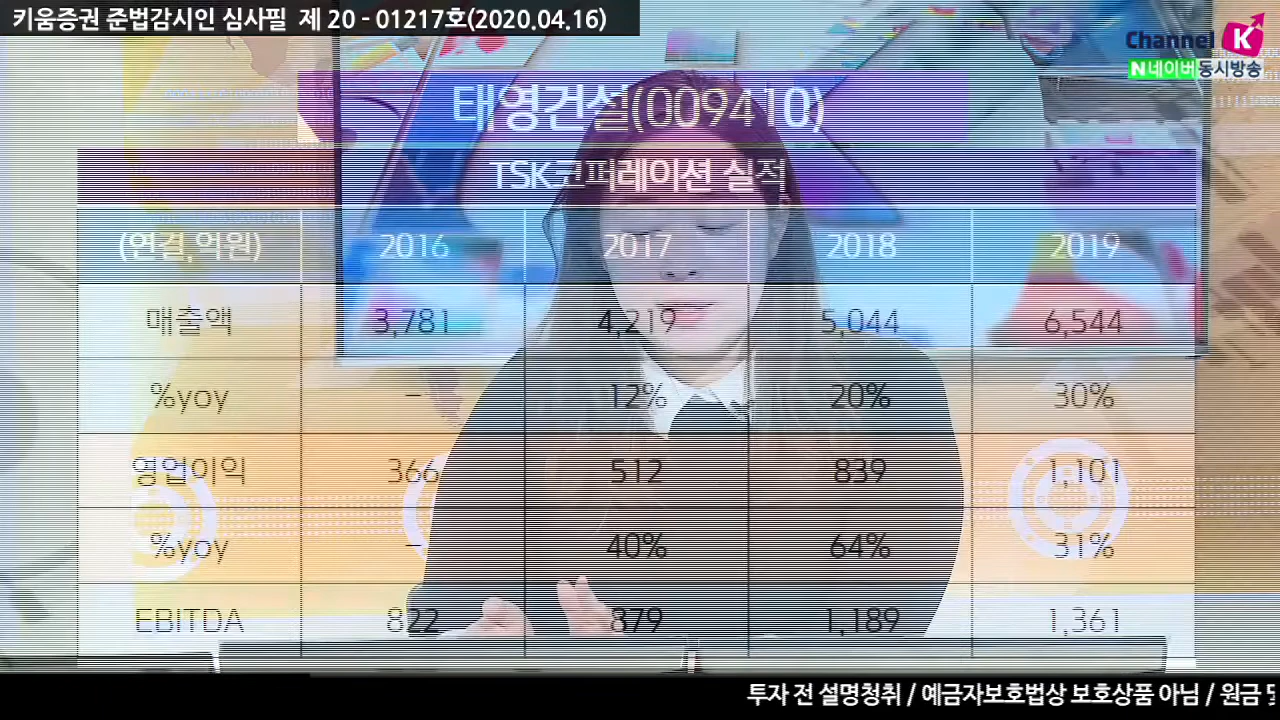 키움증권 준법감시인 심사필 제 20 - 01217호(2020.04.16)
Channel K
N 네이버 동시방송
태영건설(009410)
TSK코퍼레이션 실적
(연결,억원) 2016 2017 2018 2019
매출액 3,781 4,219 5,044 6,544
%yoy - 12% 20% 30%
영업이익 366 512 839 1,101
%yoy - 40% 64% 31%
EBITDA 822 879 1,189 1,361
투자 전 설명청취 / 예금자보호법상 보호상품 아님 / 원금